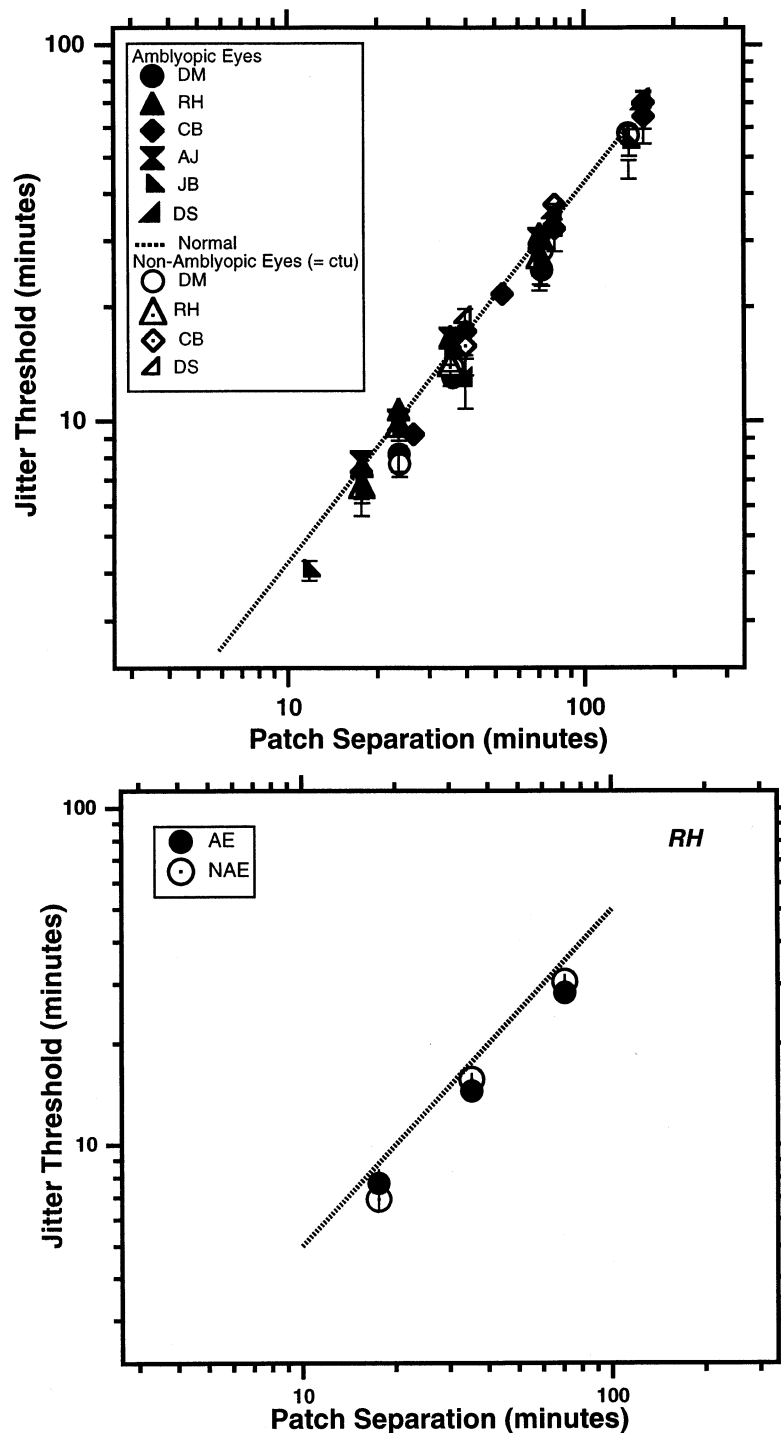 100
Amblyopic Eyes
DM
RH
CB
AJ
JB
DS
Normal
Non-Amblyopic Eyes (= ctu)
DM
RH
CB
DS
10
Jitter Threshold (minutes)
10
100
Patch Separation (minutes)
100
AE
NAE
RH
10
Jitter Threshold (minutes)
10
100
Patch Separation (minutes)